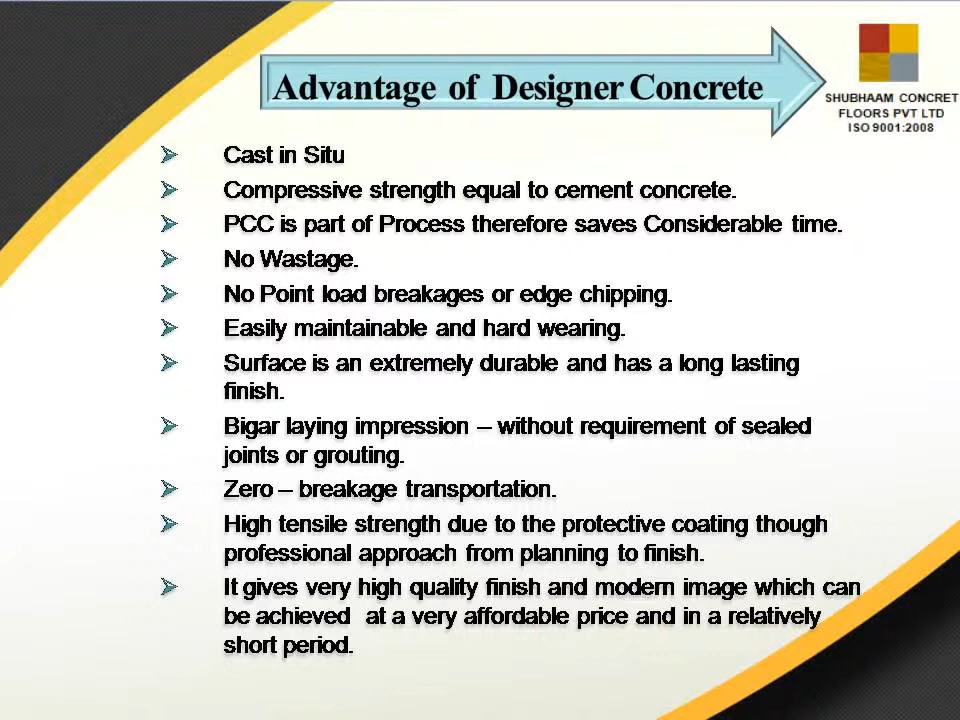 Advantage of Designer Concrete
SHUBHAAM CONCRET
FLOORS PVT LTD
ISO 9001:2008
Cast in Situ
Compressive strength equal to cement concrete.
PCC is part of Process therefore saves Considerable time.
No Wastage.
No Point load breakages or edge chipping.
Easily maintainable and hard wearing.
Surface is an extremely durable and has a long lasting
finish.
Bigar laying impression – without requirement of sealed
joints or grouting.
Zero – breakage transportation.
High tensile strength due to the protective coating though
professional approach from planning to finish.
It gives very high quality finish and modern image which can
be achieved at a very affordable price and in a relatively
short period.